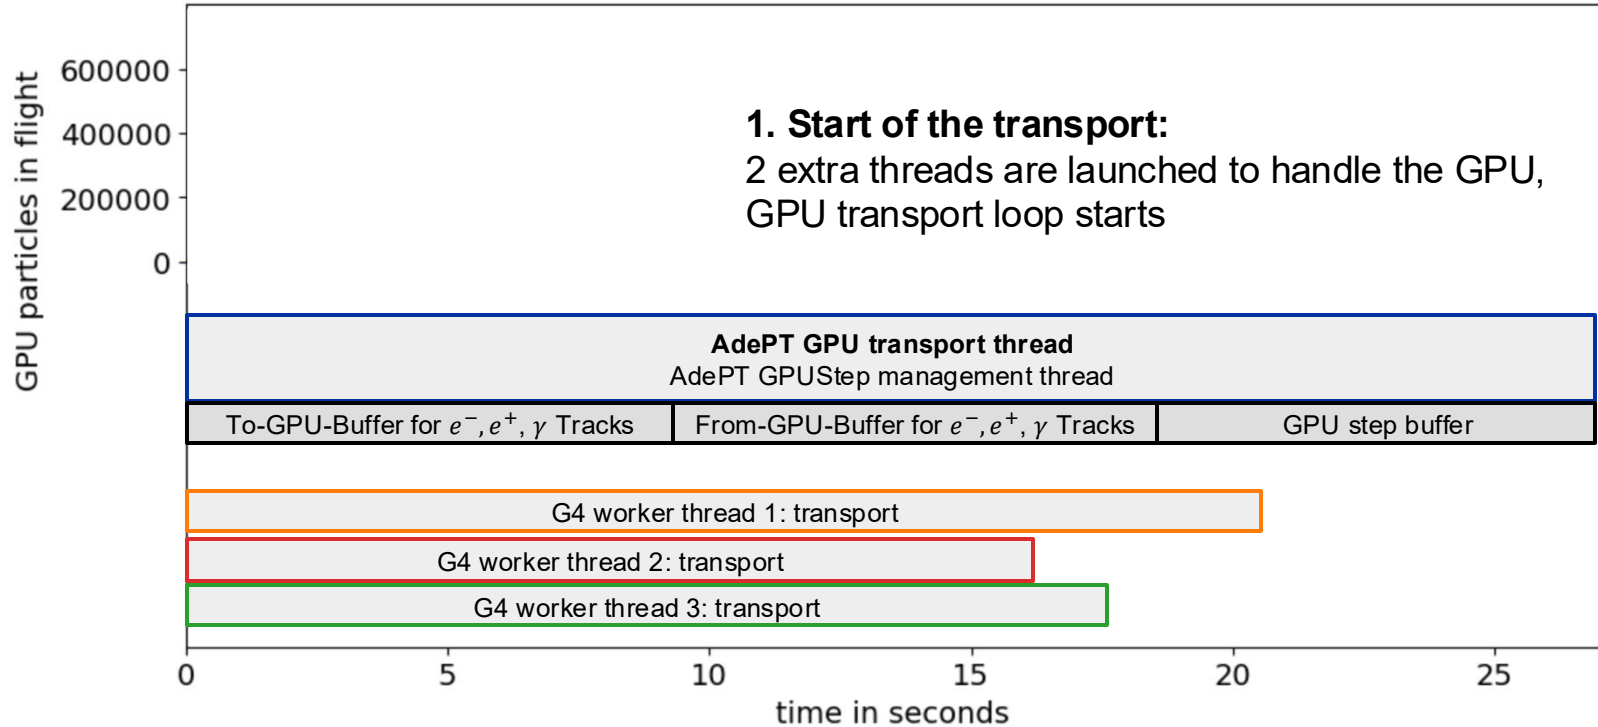 GPU particles in flight
600000
400000
200000
0
1. Start of the transport:
2 extra threads are launched to handle the GPU,
GPU transport loop starts
AdePT GPU transport thread
AdePT GPUStep management thread
To-GPU-Buffer for e⁻, e⁺, γ Tracks
From-GPU-Buffer for e⁻, e⁺, γ Tracks
GPU step buffer
G4 worker thread 1: transport
G4 worker thread 2: transport
G4 worker thread 3: transport
0 5 10 15 20 25
time in seconds